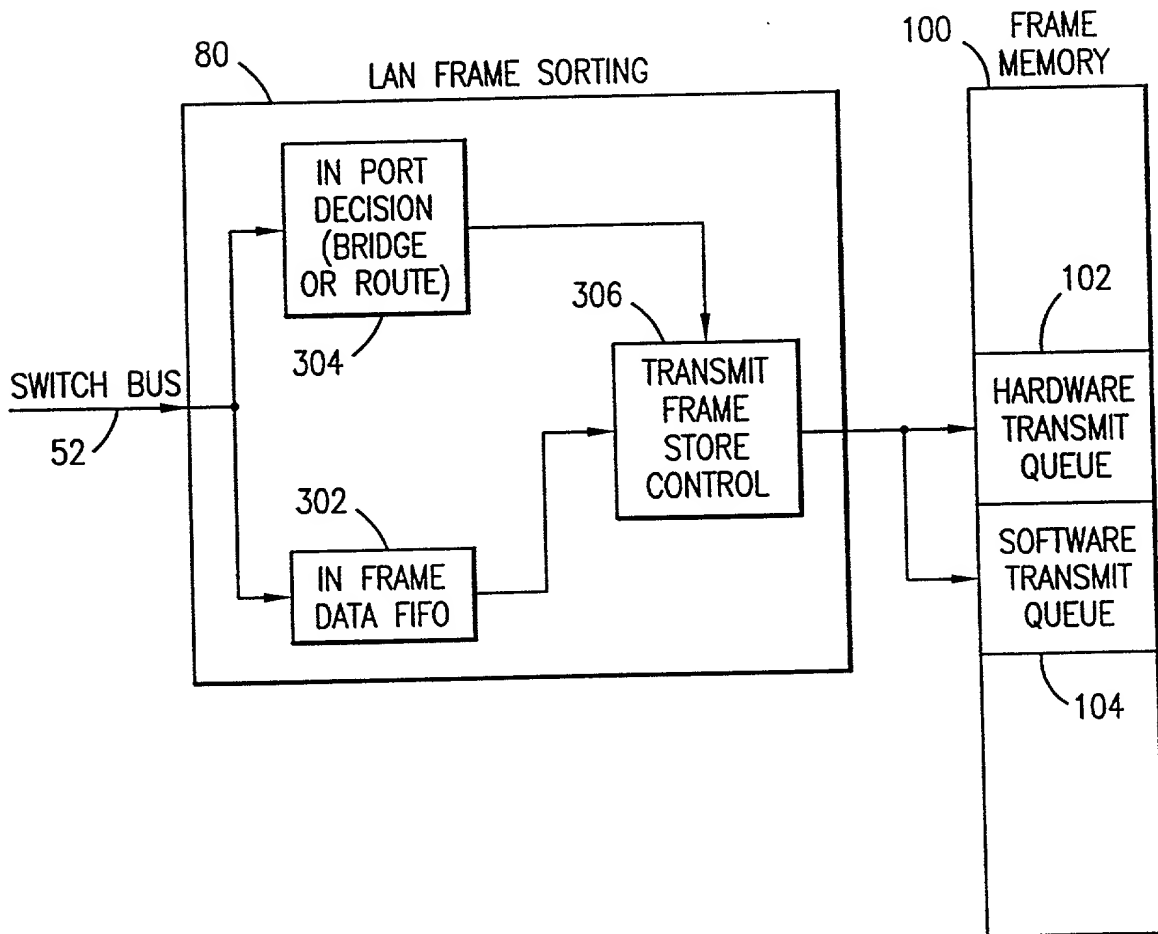 80
LAN FRAME SORTING
100
FRAME
MEMORY
IN PORT
DECISION
(BRIDGE
OR ROUTE)
304
306
102
SWITCH BUS
52
TRANSMIT
FRAME
STORE
CONTROL
HARDWARE
TRANSMIT
QUEUE
302
IN FRAME
DATA FIFO
SOFTWARE
TRANSMIT
QUEUE
104